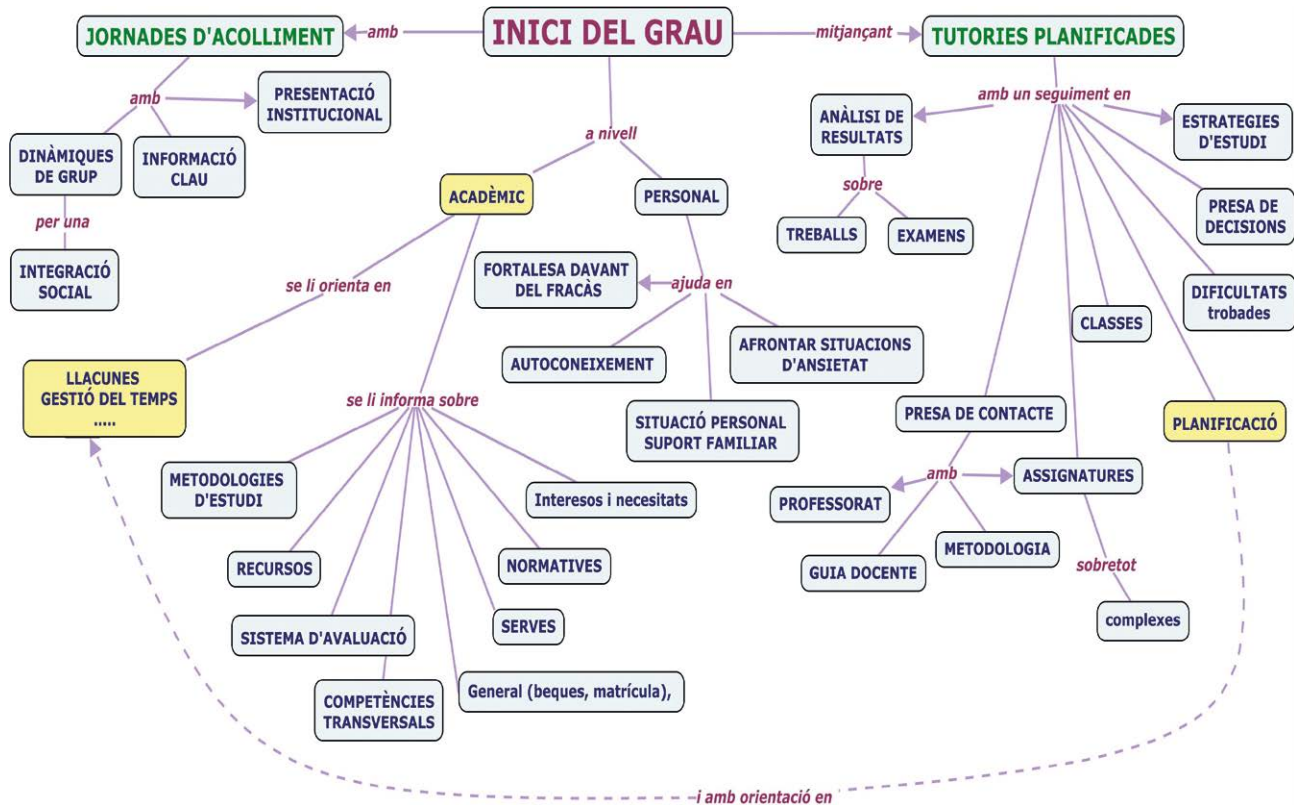 INICI DEL GRAU
amb
JORNADES D'ACOLLIMENT
mitjançant
TUTORIES PLANIFICADES
amb
PRESENTACIÓ
INSTITUCIONAL
DINÀMIQUES
DE GRUP
INFORMACIÓ
CLAU
per una
INTEGRACIÓ
SOCIAL
a nivell
ACADÈMIC
PERSONAL
se li orienta en
LLACUNES
GESTIÓ DEL TEMPS
.....
se li informa sobre
METODOLOGIES
D'ESTUDI
RECURSOS
SISTEMA D'AVALUACIÓ
COMPETÈNCIES
TRANSVERSALS
General (beques, matrícula),
SERVES
NORMATIVES
Interesos i necesitats
ajuda en
FORTALESA DAVANT
DEL FRACÀS
AUTOCONEIXEMENT
SITUACIÓ PERSONAL
SUPORT FAMILIAR
AFRONTAR SITUACIONS
D'ANSIETAT
amb un seguiment en
ANÀLISI DE
RESULTATS
sobre
TREBALLS
EXAMENS
ESTRATEGIES
D'ESTUDI
PRESA DE
DECISIONS
DIFICULTATS
trobades
CLASSES
PRESA DE CONTACTE
amb
PROFESSORAT
GUIA DOCENTE
METODOLOGIA
ASSIGNATURES
sobretot
complexes
PLANIFICACIÓ
i amb orientació en